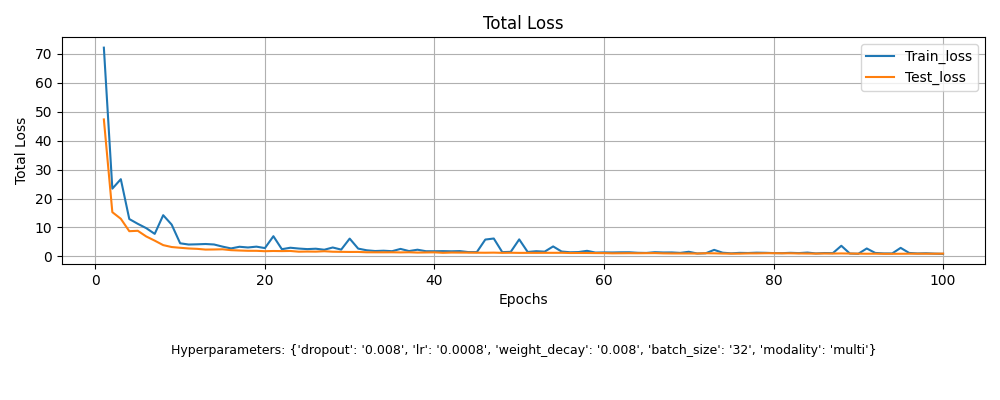 Total Loss
Total Loss
70
60
50
40
30
20
10
0
Train_loss
Test_loss
0 20 40 60 80 100
Epochs
Hyperparameters: {'dropout': '0.008', 'lr': '0.0008', 'weight_decay': '0.008', 'batch_size': '32', 'modality': 'multi'}